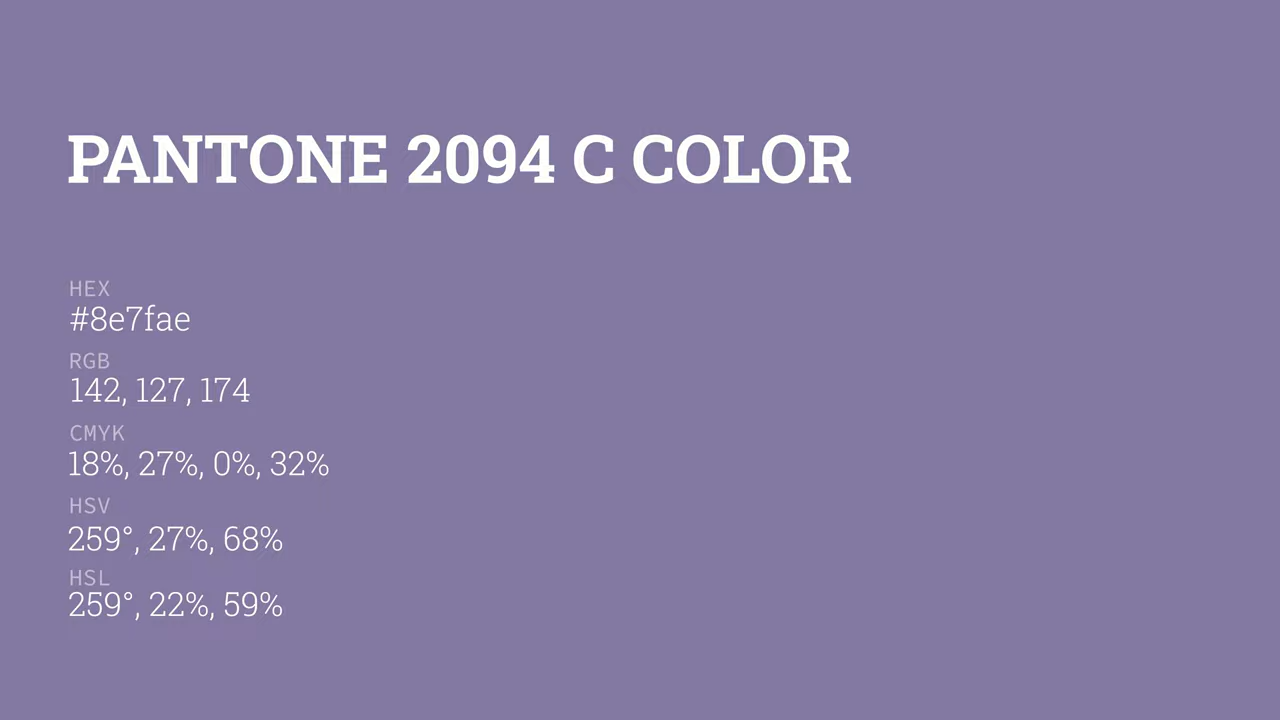 PANTONE 2094 C COLOR
HEX
#8e7fae
RGB
142, 127, 174
CMYK
18%, 27%, 0%, 32%
HSV
259°, 27%, 68%
HSL
259°, 22%, 59%